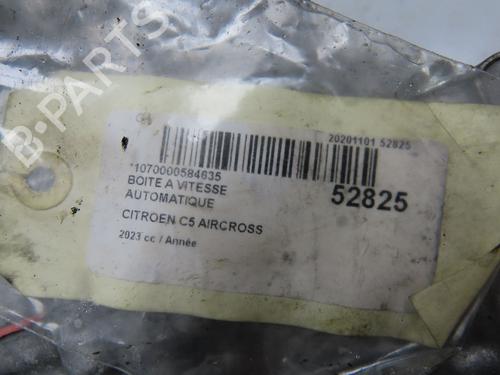 B-PARTS
20201101 52825
*1070000584635
BOITE A VITESSE
AUTOMATIQUE
52825
CITROEN C5 AIRCROSS
2023 cc / Année